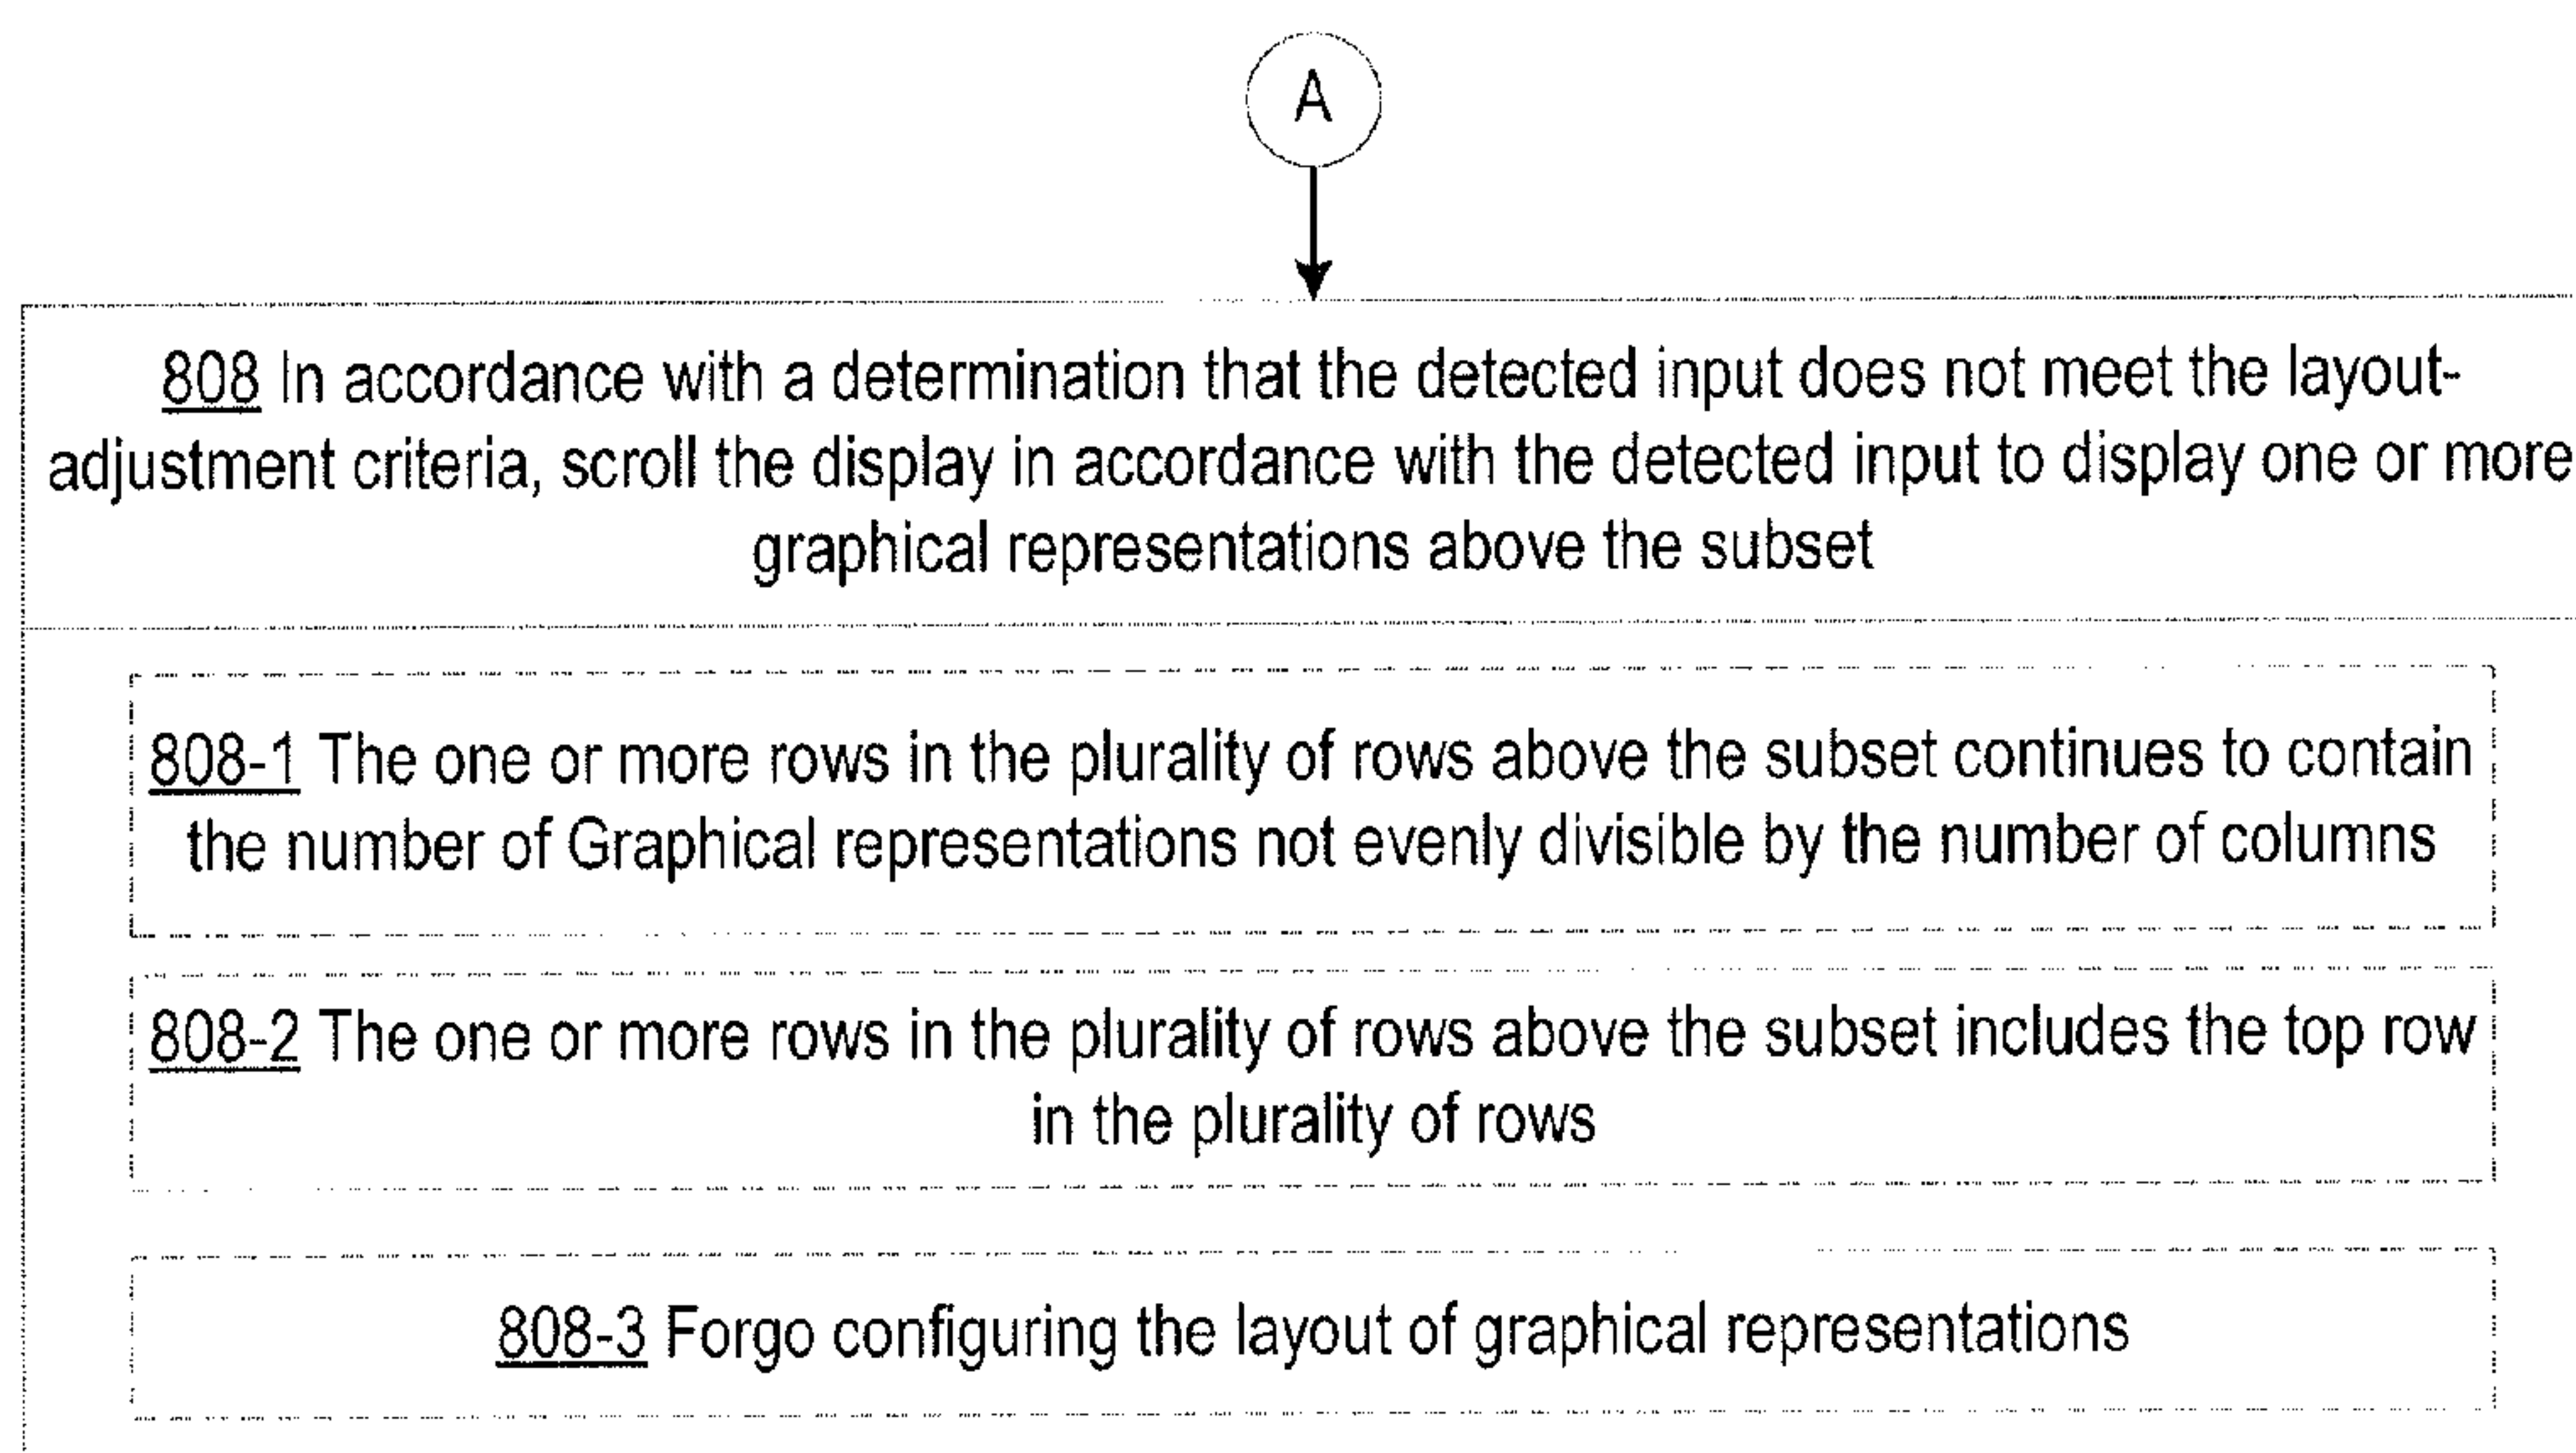 A
808 In accordance with a determination that the detected input does not meet the layout-
adjustment criteria, scroll the display in accordance with the detected input to display one or more
graphical representations above the subset
808-1 The one or more rows in the plurality of rows above the subset continues to contain
the number of Graphical representations not evenly divisible by the number of columns
808-2 The one or more rows in the plurality of rows above the subset includes the top row
in the plurality of rows
808-3 Forgo configuring the layout of graphical representations